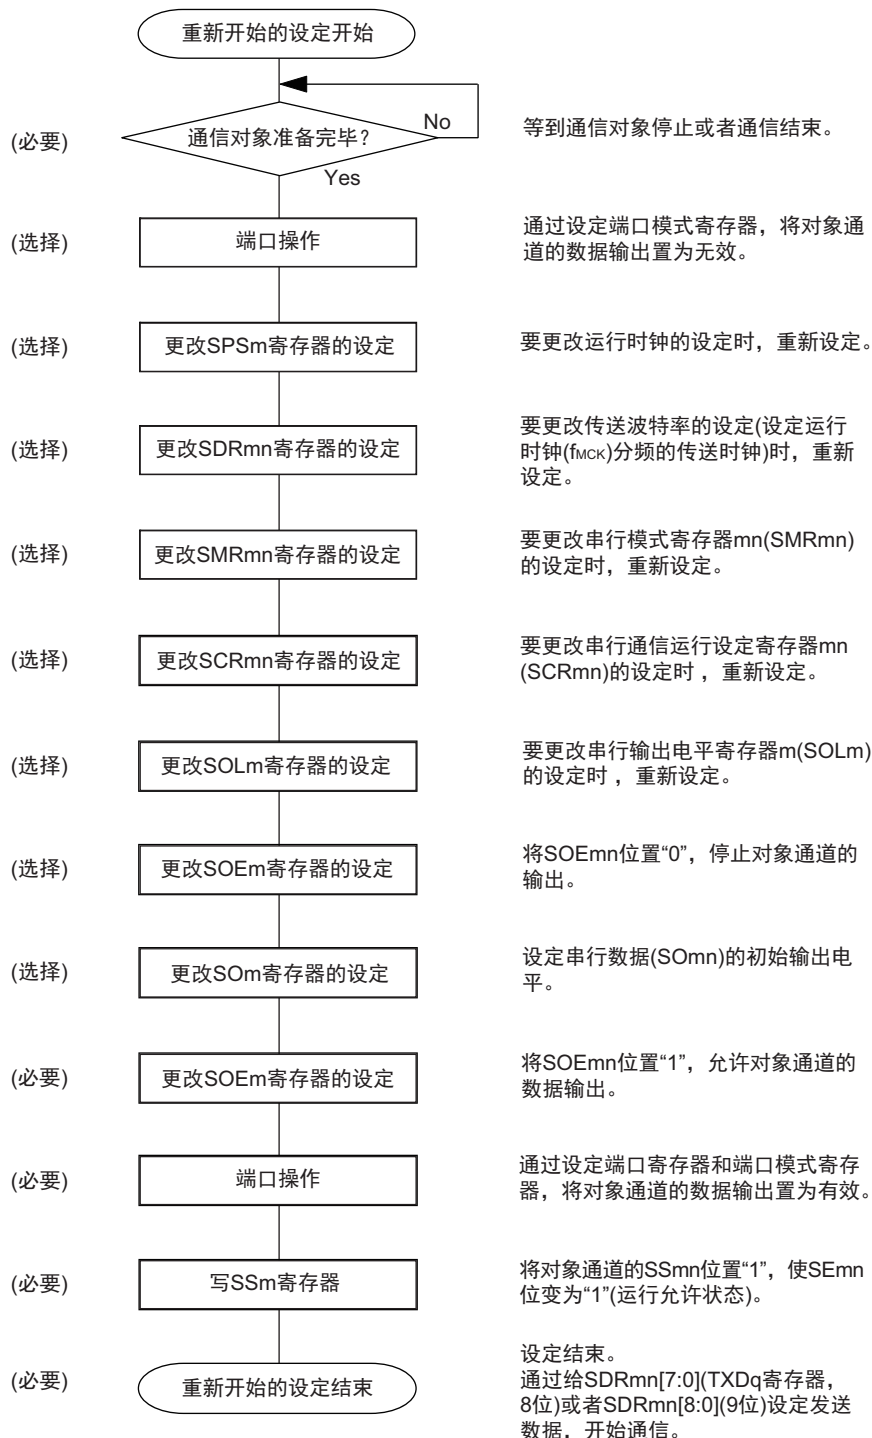 重新开始的设定开始
(必要)
通信对象准备完毕？
No
Yes
等到通信对象停止或者通信结束。
(选择)
端口操作
通过设定端口模式寄存器，将对象通
道的数据输出置为无效。
(选择)
更改SPSm寄存器的设定
要更改运行时钟的设定时，重新设定。
(选择)
更改SDRmn寄存器的设定
要更改传送波特率的设定(设定运行
时钟(fMCK)分频的传送时钟)时，重新
设定。
(选择)
更改SMRmn寄存器的设定
要更改串行模式寄存器mn(SMRmn)
的设定时，重新设定。
(选择)
更改SCRmn寄存器的设定
要更改串行通信运行设定寄存器mn
(SCRmn)的设定时，重新设定。
(选择)
更改SOLm寄存器的设定
要更改串行输出电平寄存器m(SOLm)
的设定时，重新设定。
(选择)
更改SOEm寄存器的设定
将SOEmn位置“0”，停止对象通道的
输出。
(选择)
更改SOm寄存器的设定
设定串行数据(SOmn)的初始输出电
平。
(必要)
更改SOEm寄存器的设定
将SOEmn位置“1”，允许对象通道的
数据输出。
(必要)
端口操作
通过设定端口寄存器和端口模式寄存
器，将对象通道的数据输出置为有效。
(必要)
写SSm寄存器
将对象通道的SSmn位置“1”，使SEmn
位变为“1”(运行允许状态)。
(必要)
重新开始的设定结束
设定结束。
通过给SDRmn[7:0](TXDq寄存器，
8位)或者SDRmn[8:0](9位)设定发送
数据，开始通信。